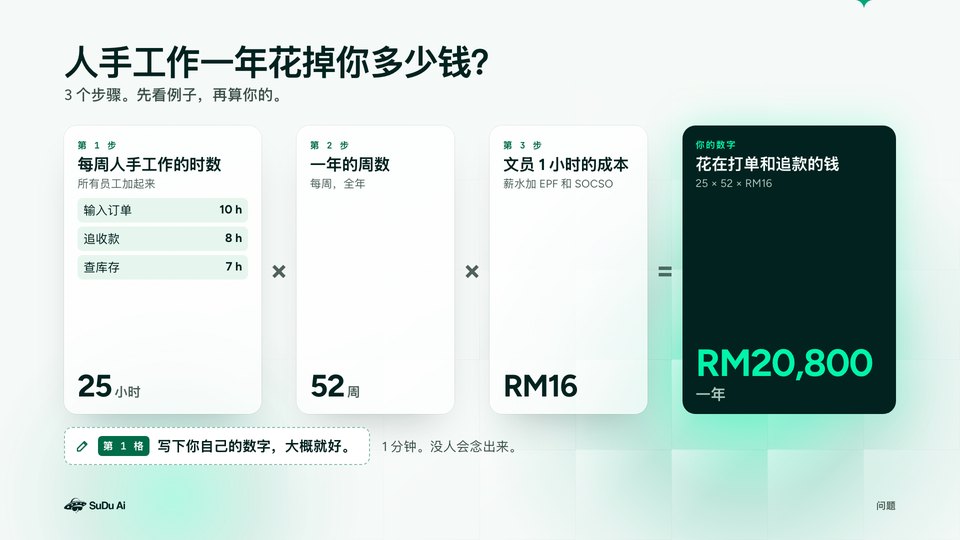 人手工作一年花掉你多少钱?
3 个步骤。先看例子，再算你的。
第 1 步
每周人手工作的时数
所有员工加起来
输入订单 10 h
追收款 8 h
查库存 7 h
25 小时
×
第 2 步
一年的周数
每周，全年
52 周
×
第 3 步
文员 1 小时的成本
薪水加 EPF 和 SOCSO
RM16
=
你的数字
花在打单和追款的钱
25 × 52 × RM16
RM20,800
一年
第 1 格 写下你自己的数字，大概就好。 1 分钟。没人会念出来。
SuDu Ai
问题